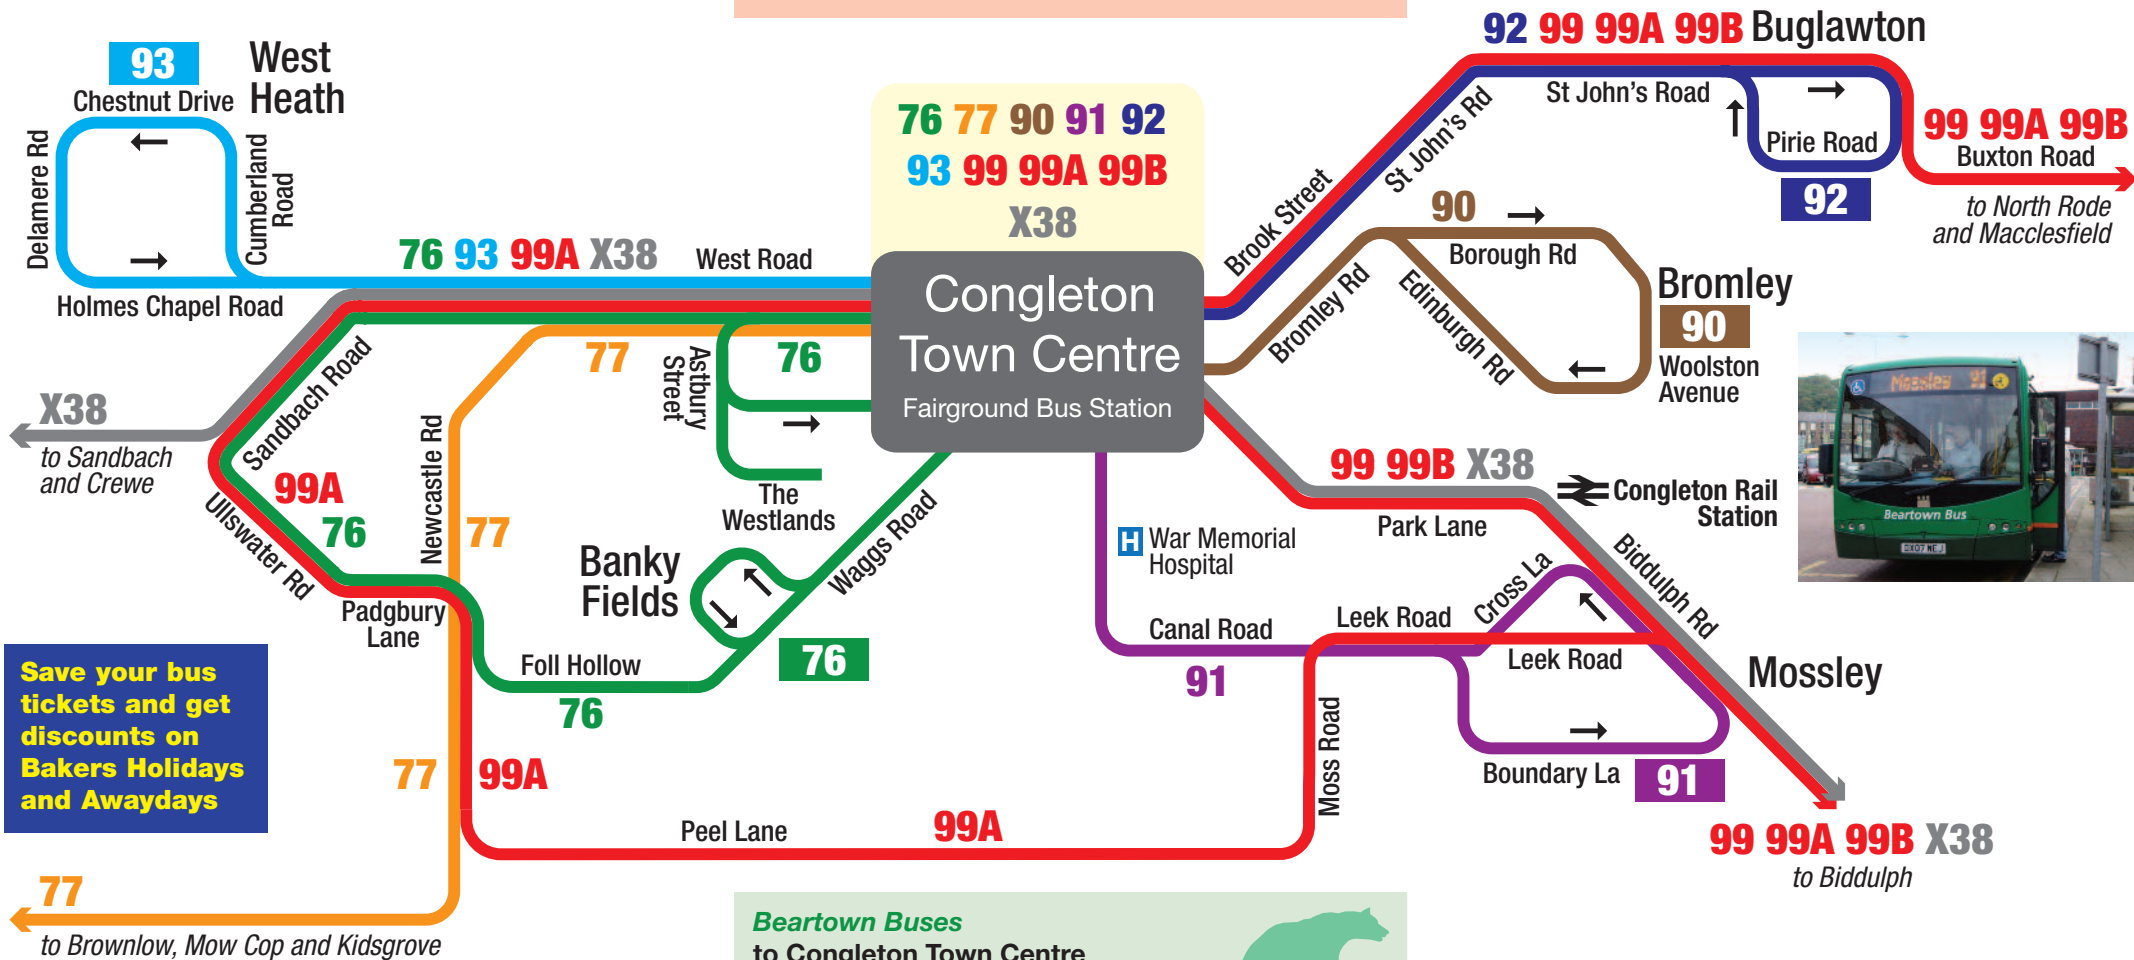 92 99 99A 99B Buglawton
93
West
Heath
Chestnut Drive
Delamere Rd
Cumberland
Road
Holmes Chapel Road
76 93 99A X38
West Road
76 77 90 91 92
93 99 99A 99B
X38
Congleton
Town Centre
Fairground Bus Station
Brook Street
St John's Rd
St John's Road
Pirie Road
92
99 99A 99B
Buxton Road
to North Rode
and Macclesfield
90
Borough Rd
Bromley Rd
Edinburgh Rd
Bromley
90
Woolston
Avenue
77
Astbury
Street
76
X38
to Sandbach
and Crewe
Sandbach Road
99A
76
Ullswater Rd
Newcastle Rd
77
The
Westlands
Banky
Fields
Waggs Road
76
Padgbury
Lane
Foll Hollow
76
99 99B X38
Park Lane
Congleton Rail
Station
H War Memorial
Hospital
Canal Road
91
Leek Road
Cross La
Biddulph Rd
Leek Road
Mossley
Moss Road
Boundary La
91
Mossley 91
Beartown Bus
DX07 WEJ
Save your bus
tickets and get
discounts on
Bakers Holidays
and Awaydays
77
99A
Peel Lane
99A
99 99A 99B X38
to Biddulph
77
to Brownlow, Mow Cop and Kidsgrove
Beartown Buses
to Congleton Town Centre